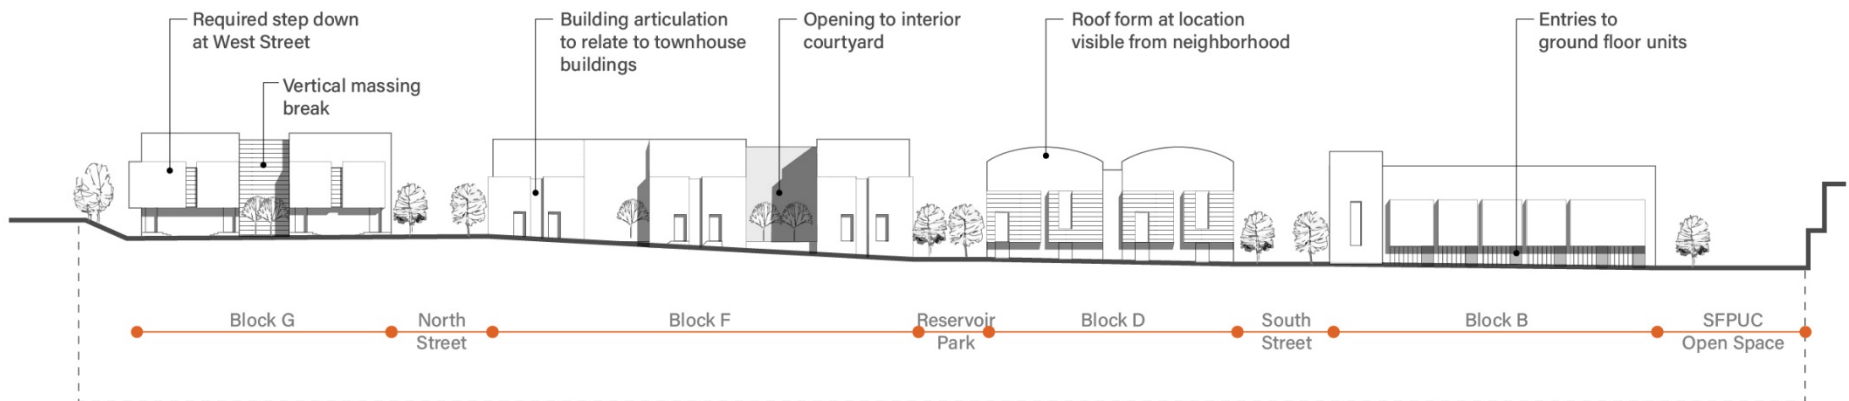 Required step down
at West Street
Vertical massing
break
Building articulation
to relate to townhouse
buildings
Opening to interior
courtyard
Roof form at location
visible from neighborhood
Entries to
ground floor units
Block G
North
Street
Block F
Reservoir
Park
Block D
South
Street
Block B
SFPUC
Open Space